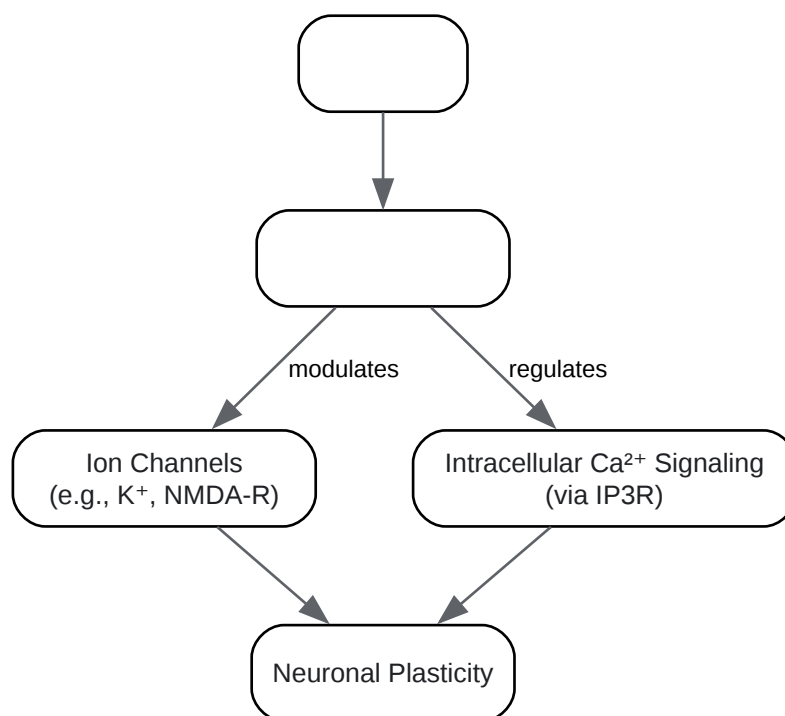 modulates
regulates
Ion Channels
(e.g., K⁺, NMDA-R)
Intracellular Ca²⁺ Signaling
(via IP3R)
Neuronal Plasticity